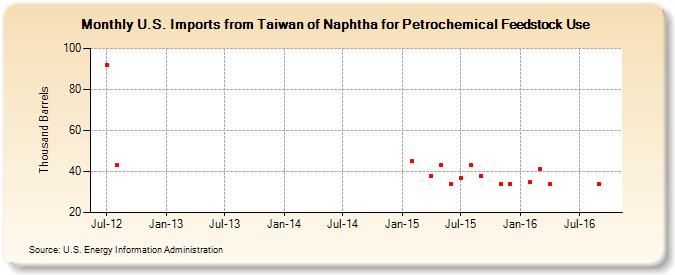 Monthly U.S. Imports from Taiwan of Naphtha for Petrochemical Feedstock Use
Thousand Barrels
100
80
60
40
20
Jul-12 Jan-13 Jul-13 Jan-14 Jul-14 Jan-15 Jul-15 Jan-16 Jul-16
Source: U.S. Energy Information Administration